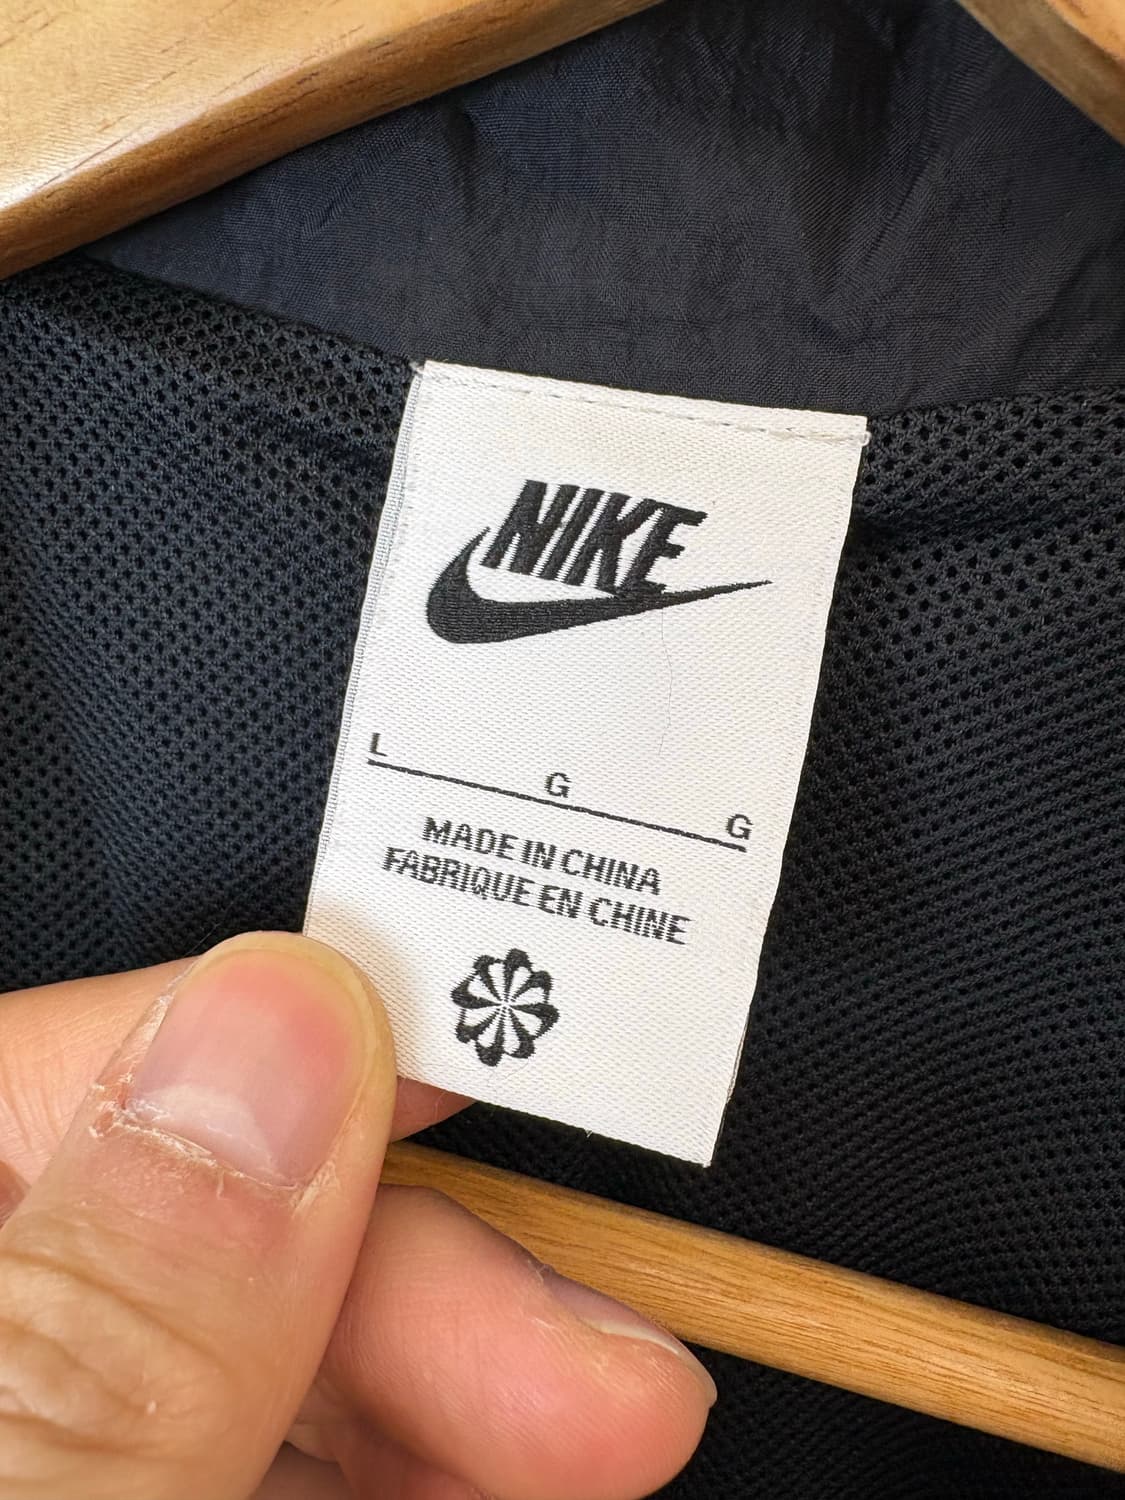 NIKE
L G G
MADE IN CHINA
FABRIQUE EN CHINE